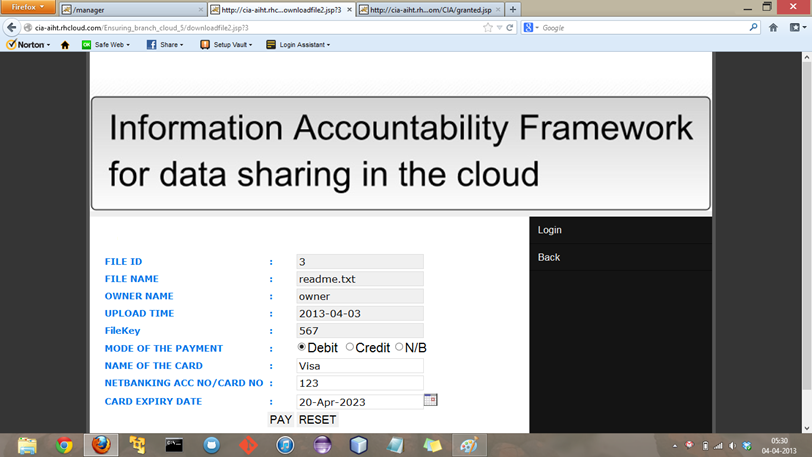 Firefox
/manager
http://cia-aiht.rhc...ownloadfile2.jsp?3
http://cia-aiht.rh...om/CIA/granted.jsp
cia-aiht.rhcloud.com/Ensuring_branch_cloud_5/downloadfile2.jsp?3
Google
Norton
Safe Web
Share
Setup Vault
Login Assistant
Information Accountability Framework
for data sharing in the cloud
Login
Back
FILE ID : 3
FILE NAME : readme.txt
OWNER NAME : owner
UPLOAD TIME : 2013-04-03
FileKey : 567
MODE OF THE PAYMENT : Debit Credit N/B
NAME OF THE CARD : Visa
NETBANKING ACC NO/CARD NO : 123
CARD EXPIRY DATE : 20-Apr-2023
PAY RESET
05:30
04-04-2013